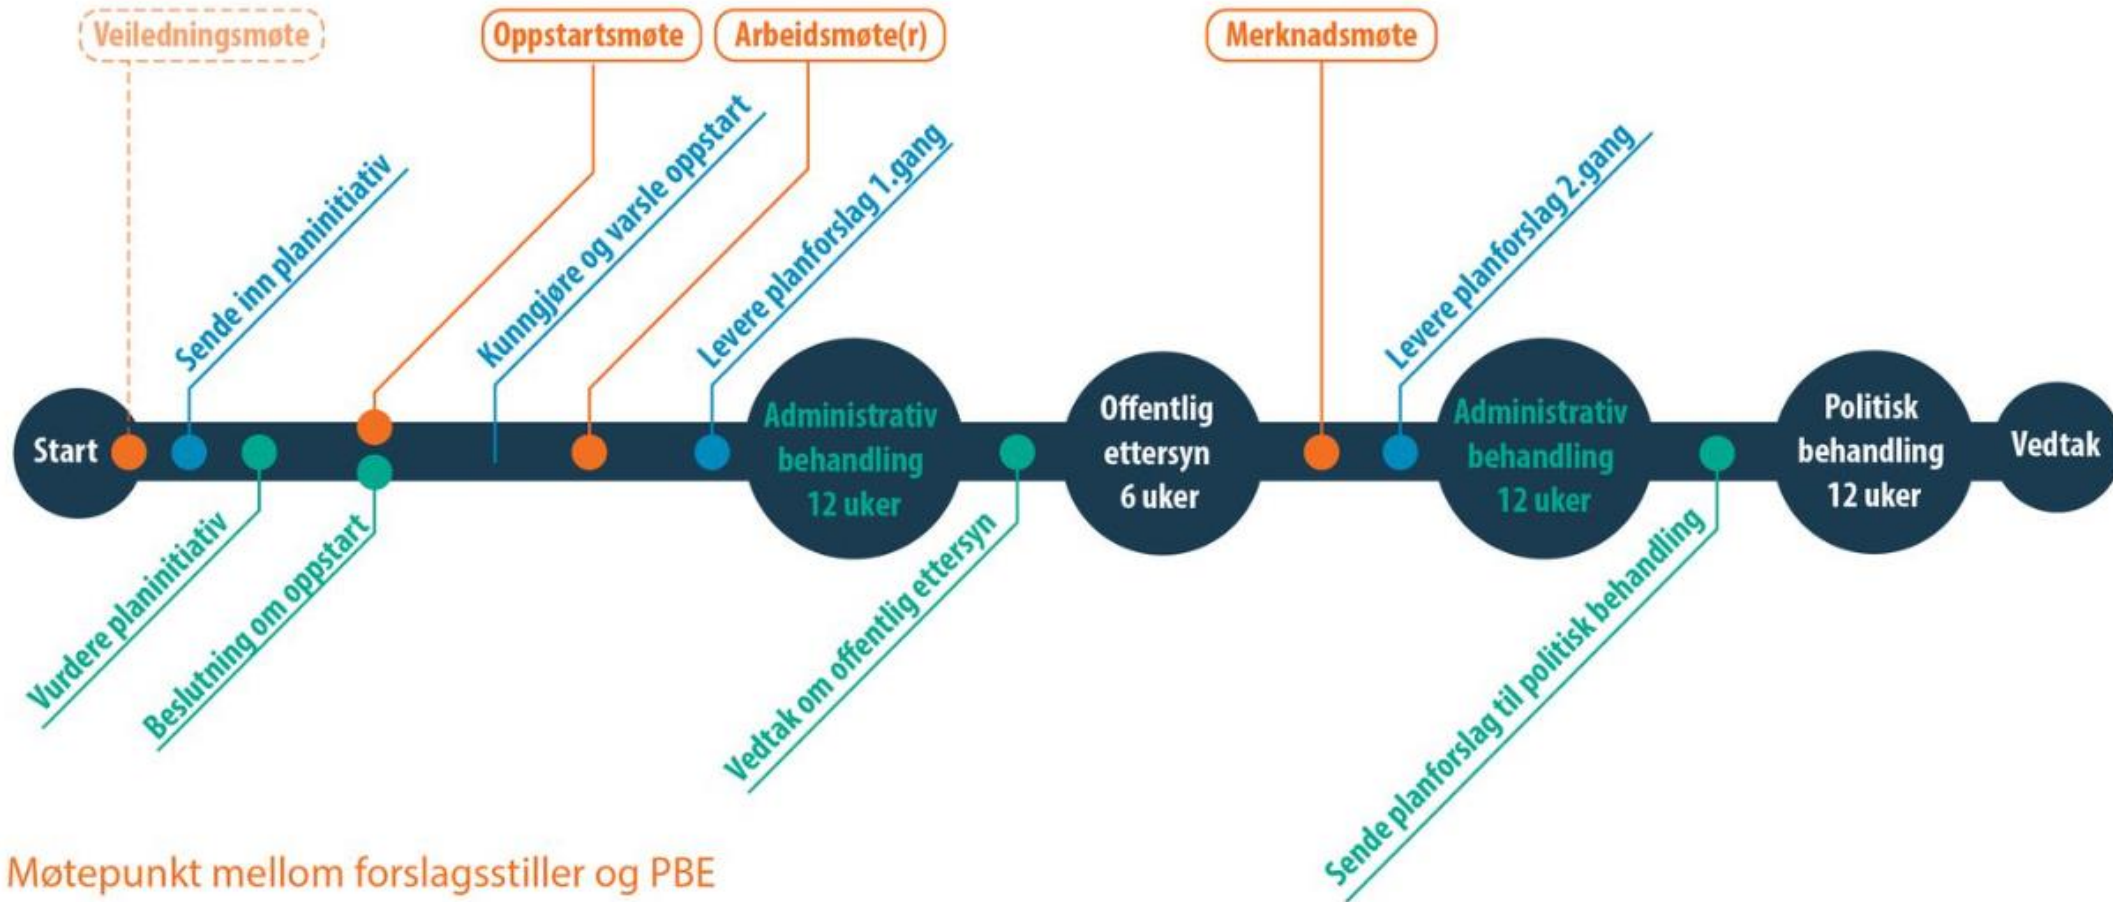 Veiledningsmøte
Oppstartsmøte
Arbeidsmøte(r)
Merknadsmøte
Sende inn planinitiativ
Kunngjøre og varsle oppstart
Levere planforslag 1.gang
Levere planforslag 2.gang
Start
Administrativ
behandling
12 uker
Offentlig
ettersyn
6 uker
Administrativ
behandling
12 uker
Politisk
behandling
12 uker
Vedtak
Vurdere planinitiativ
Beslutning om oppstart
Vedtak om offentlig ettersyn
Sende planforslag til politisk behandling
Møtepunkt mellom forslagsstiller og PBE